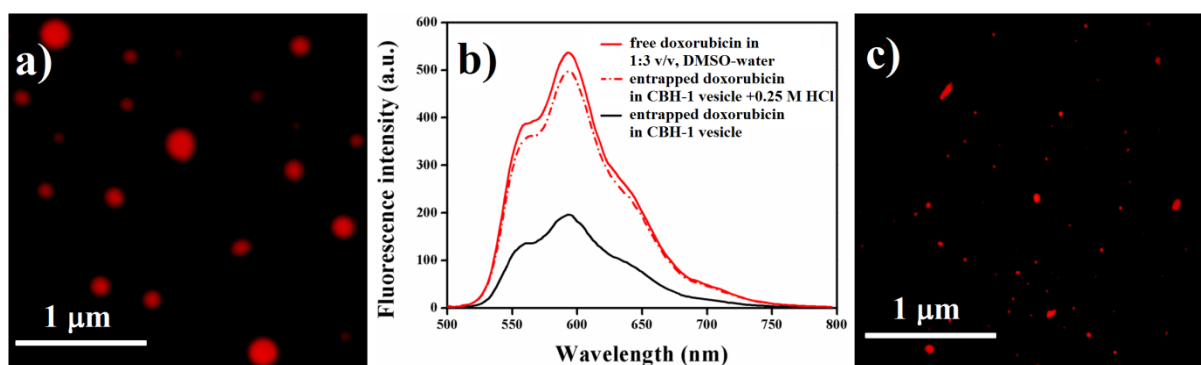 a)
1 μm
b)
free doxorubicin in
1:3 v/v, DMSO-water
entrapped doxorubicin
in CBH-1 vesicle +0.25 M HCl
entrapped doxorubicin
in CBH-1 vesicle
Fluorescence intensity (a.u.)
600
500
400
300
200
100
0
500 550 600 650 700 750 800
Wavelength (nm)
c)
1 μm